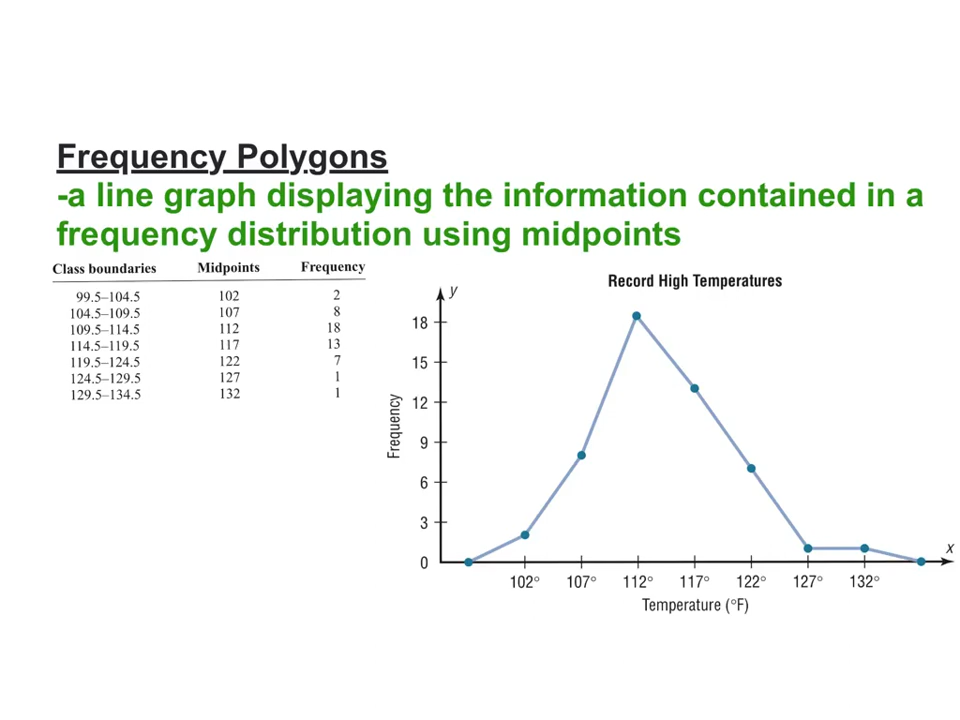 Frequency Polygons
-a line graph displaying the information contained in a
frequency distribution using midpoints
Class boundaries Midpoints Frequency
99.5–104.5 102 2
104.5–109.5 107 8
109.5–114.5 112 18
114.5–119.5 117 13
119.5–124.5 122 7
124.5–129.5 127 1
129.5–134.5 132 1
Record High Temperatures
y
18
15
12
9
6
3
0
Frequency
x
102° 107° 112° 117° 122° 127° 132°
Temperature (°F)